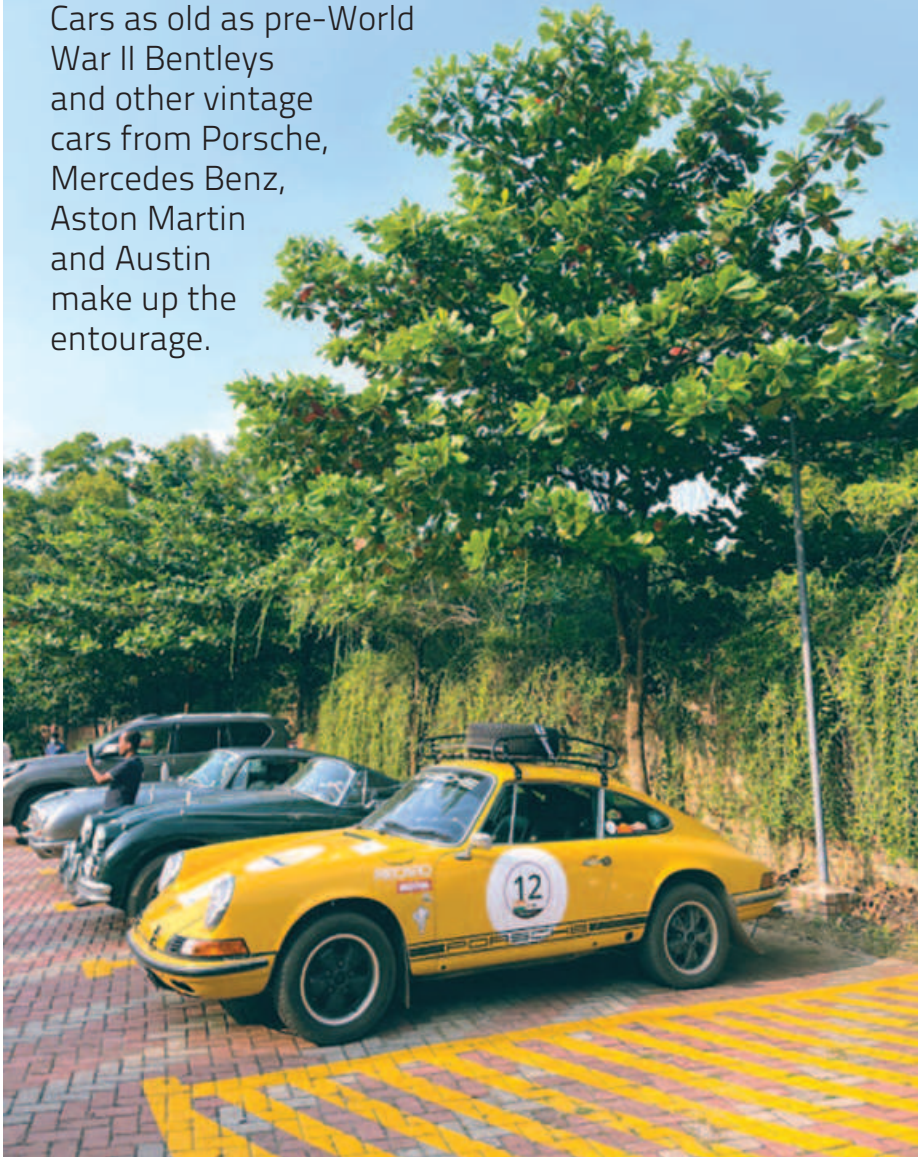 Cars as old as pre-World
War II Bentleys
and other vintage
cars from Porsche,
Mercedes Benz,
Aston Martin
and Austin
make up the
entourage.
12
PORSCHE